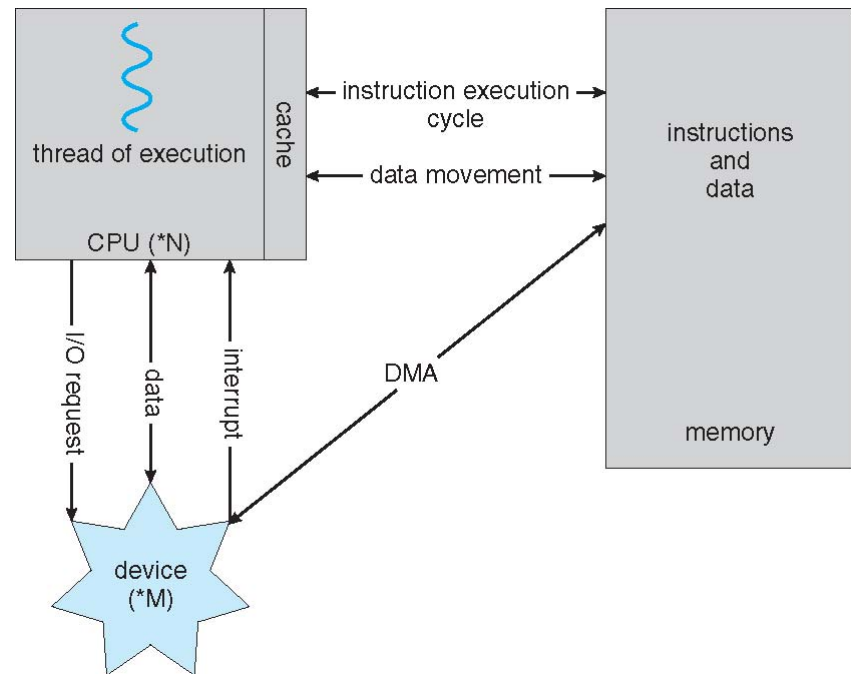 thread of execution
cache
CPU (*N)
instruction execution
cycle
data movement
instructions
and
data
memory
I/O request
data
interrupt
DMA
device
(*M)